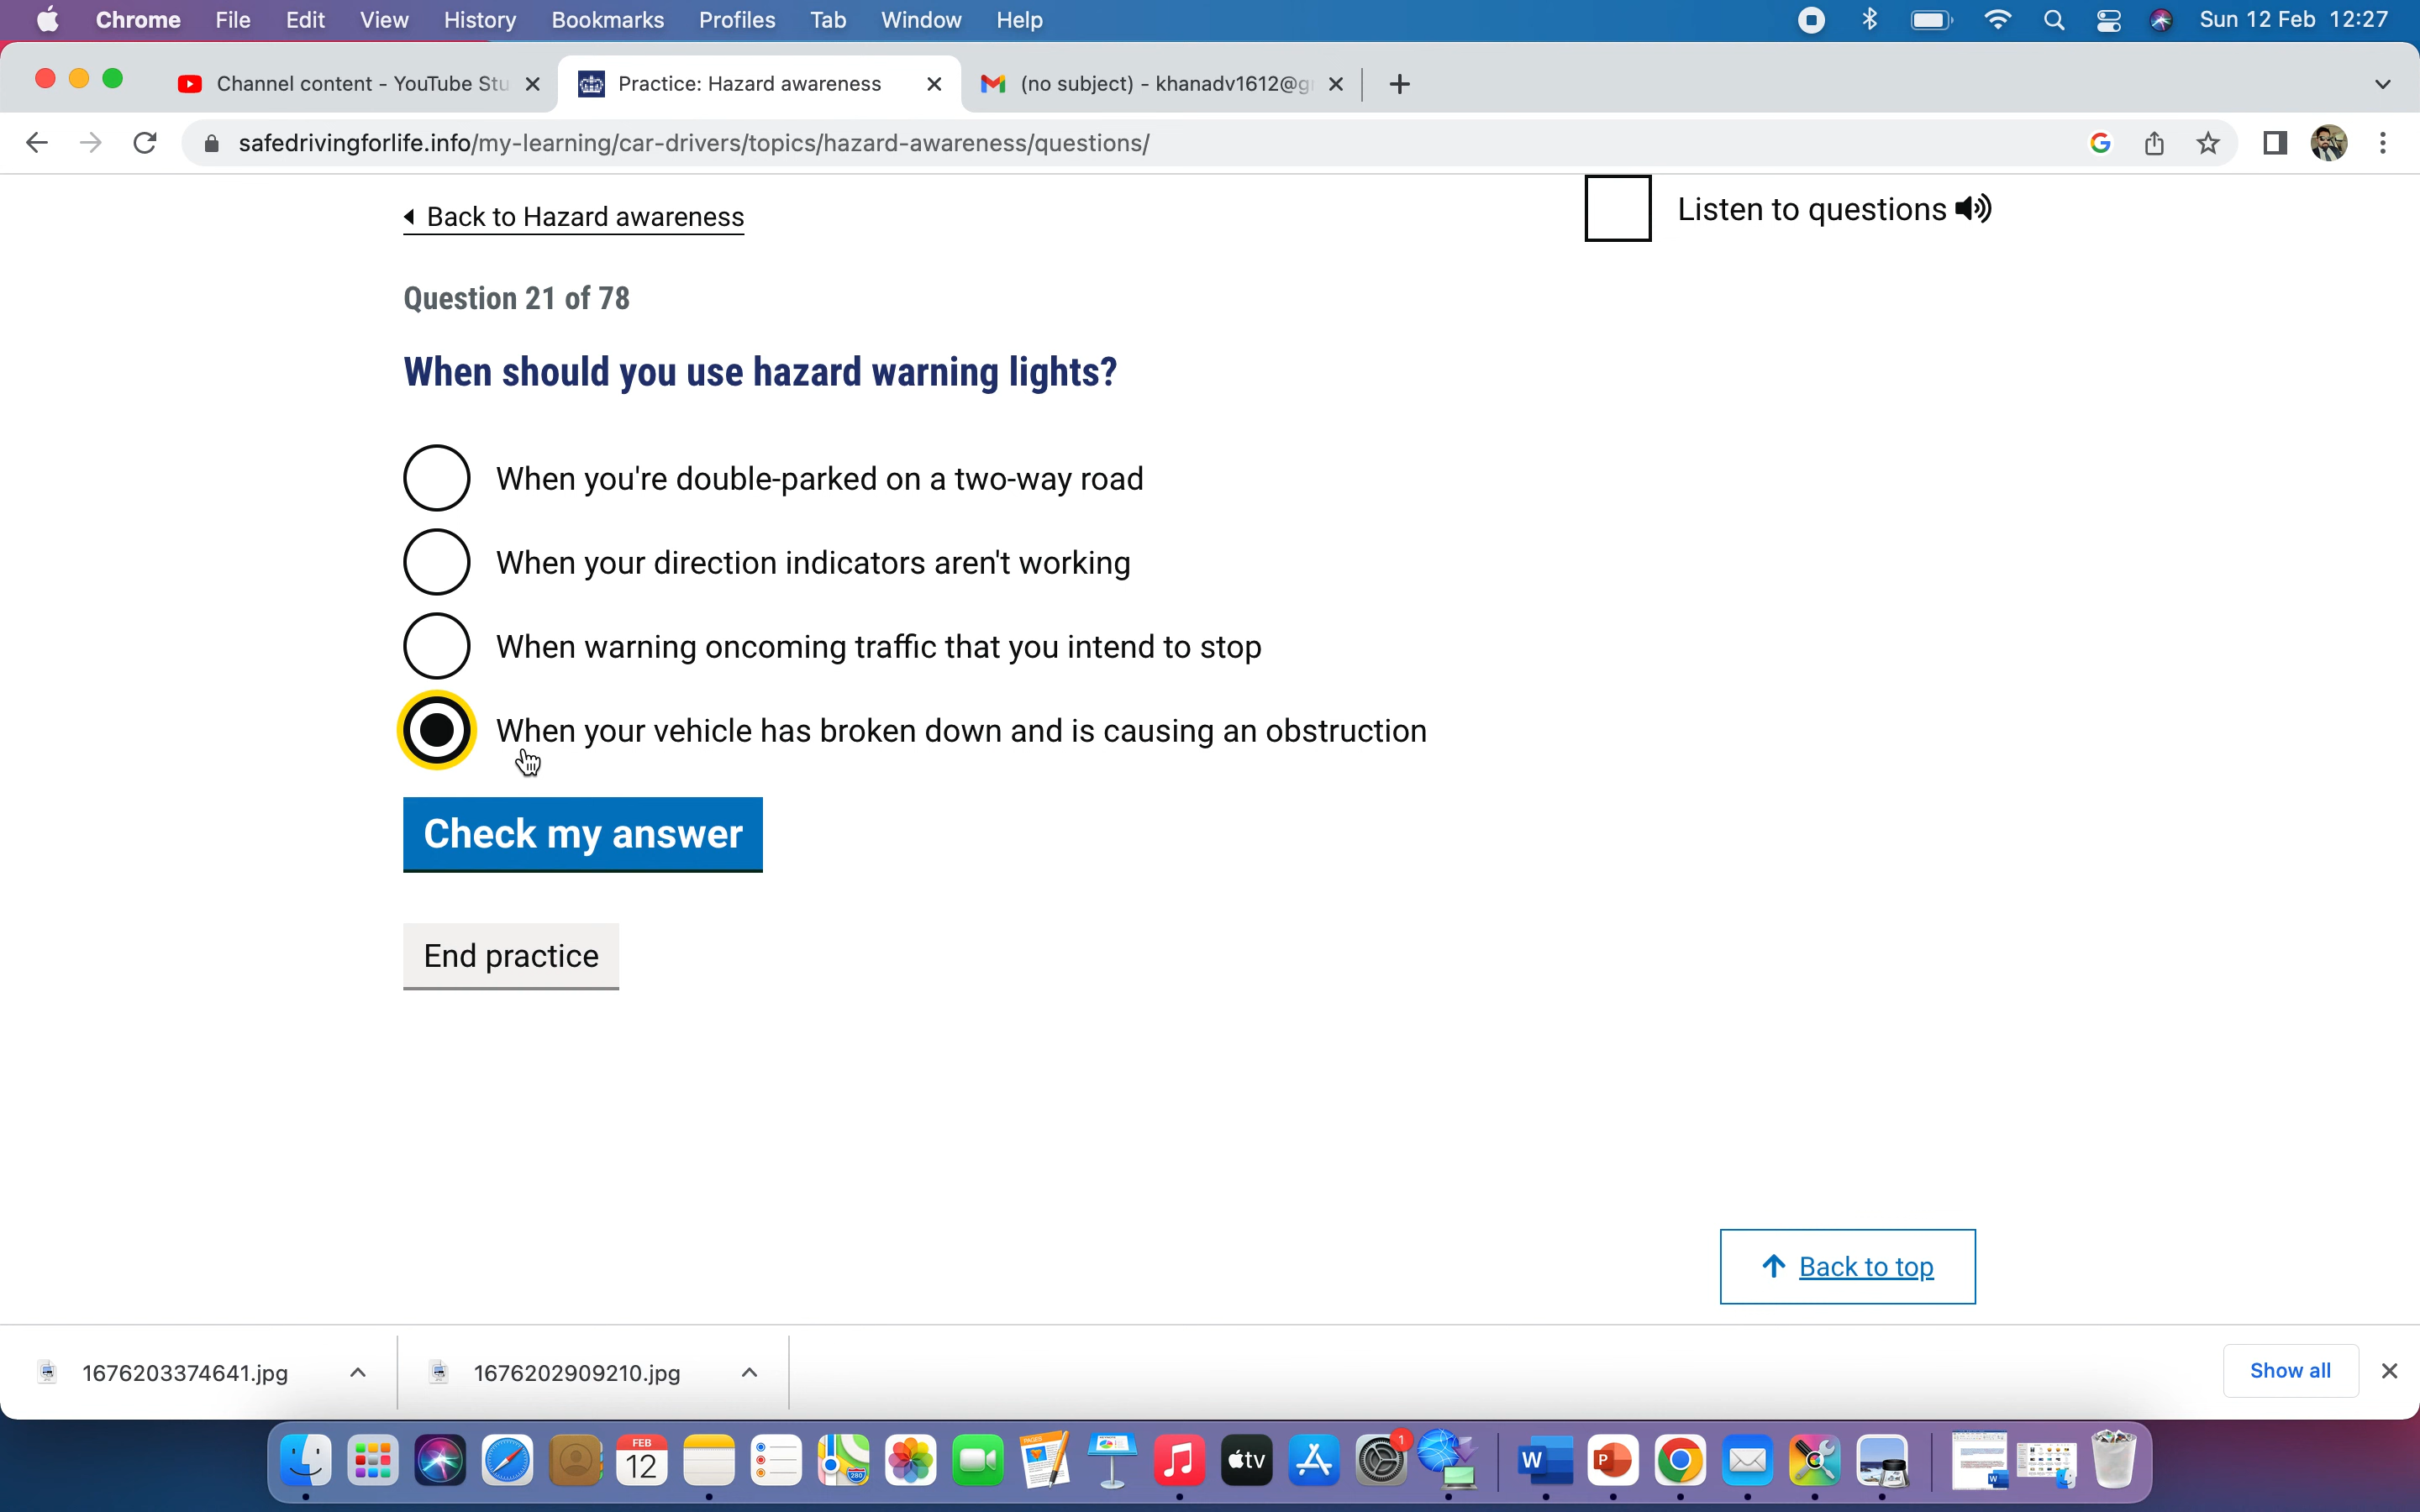 Chrome File Edit View History Bookmarks Profiles Tab Window Help Sun 12 Feb 12:27
Channel content - YouTube Stu Practice: Hazard awareness (no subject) - khanadv1612@g
safedrivingforlife.info/my-learning/car-drivers/topics/hazard-awareness/questions/
Back to Hazard awareness
Listen to questions
Question 21 of 78
When should you use hazard warning lights?
When you're double-parked on a two-way road
When your direction indicators aren't working
When warning oncoming traffic that you intend to stop
When your vehicle has broken down and is causing an obstruction
Check my answer
End practice
Back to top
1676203374641.jpg 1676202909210.jpg Show all
FEB
12
PAGES
280
tv
1
W
P
W